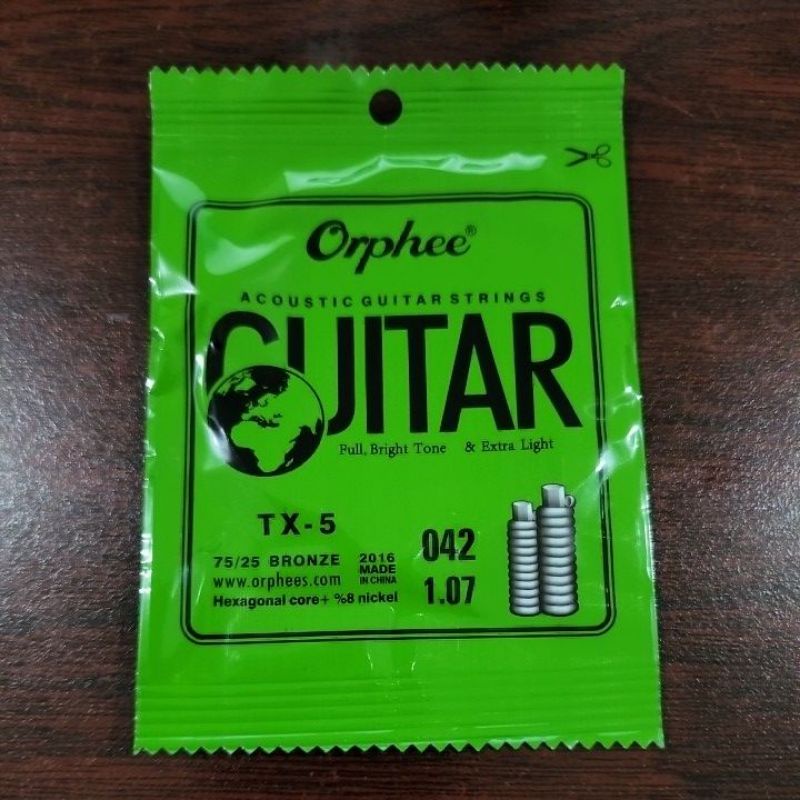 Orphee®
ACOUSTIC GUITAR STRINGS
GUITAR
Full, Bright Tone & Extra Light
TX-5
042
75/25 BRONZE 2016 MADE IN CHINA
www.orphees.com
1.07
Hexagonal core+ %8 nickel